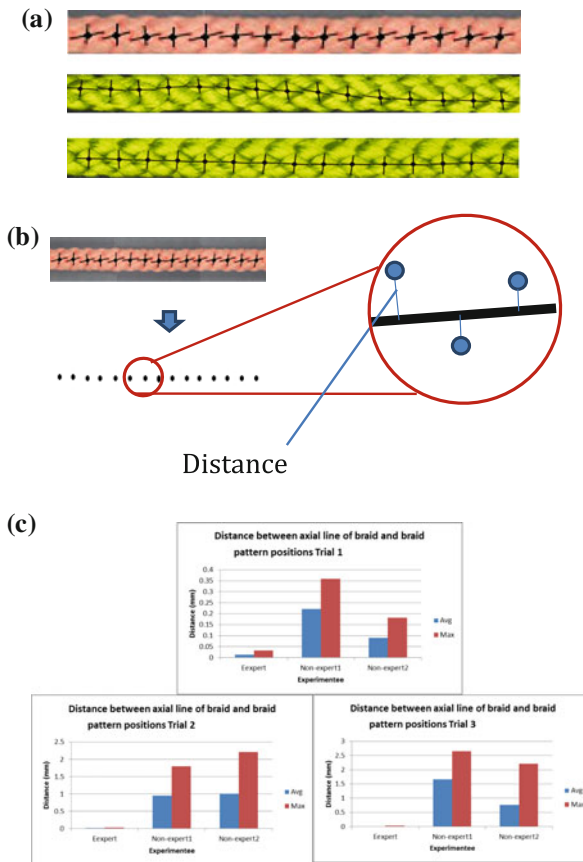 (a)
(b)
Distance
(c)
Distance between axial line of braid and braid
pattern positions Trial 1
Distance (mm)
0.4
0.35
0.3
0.25
0.2
0.15
0.1
0.05
0
Eexpert Non-expert1 Non-expert2
Experimentee
Avg
Max
Distance between axial line of braid and braid
pattern positions Trial 2
Distance (mm)
2.5
2
1.5
1
0.5
0
Eexpert Non-expert1 Non-expert2
Experimentee
Avg
Max
Distance between axial line of braid and braid
pattern positions Trial 3
Distance (mm)
3
2.5
2
1.5
1
0.5
0
Eexpert Non-expert1 Non-expert2
Experimentee
Avg
Max